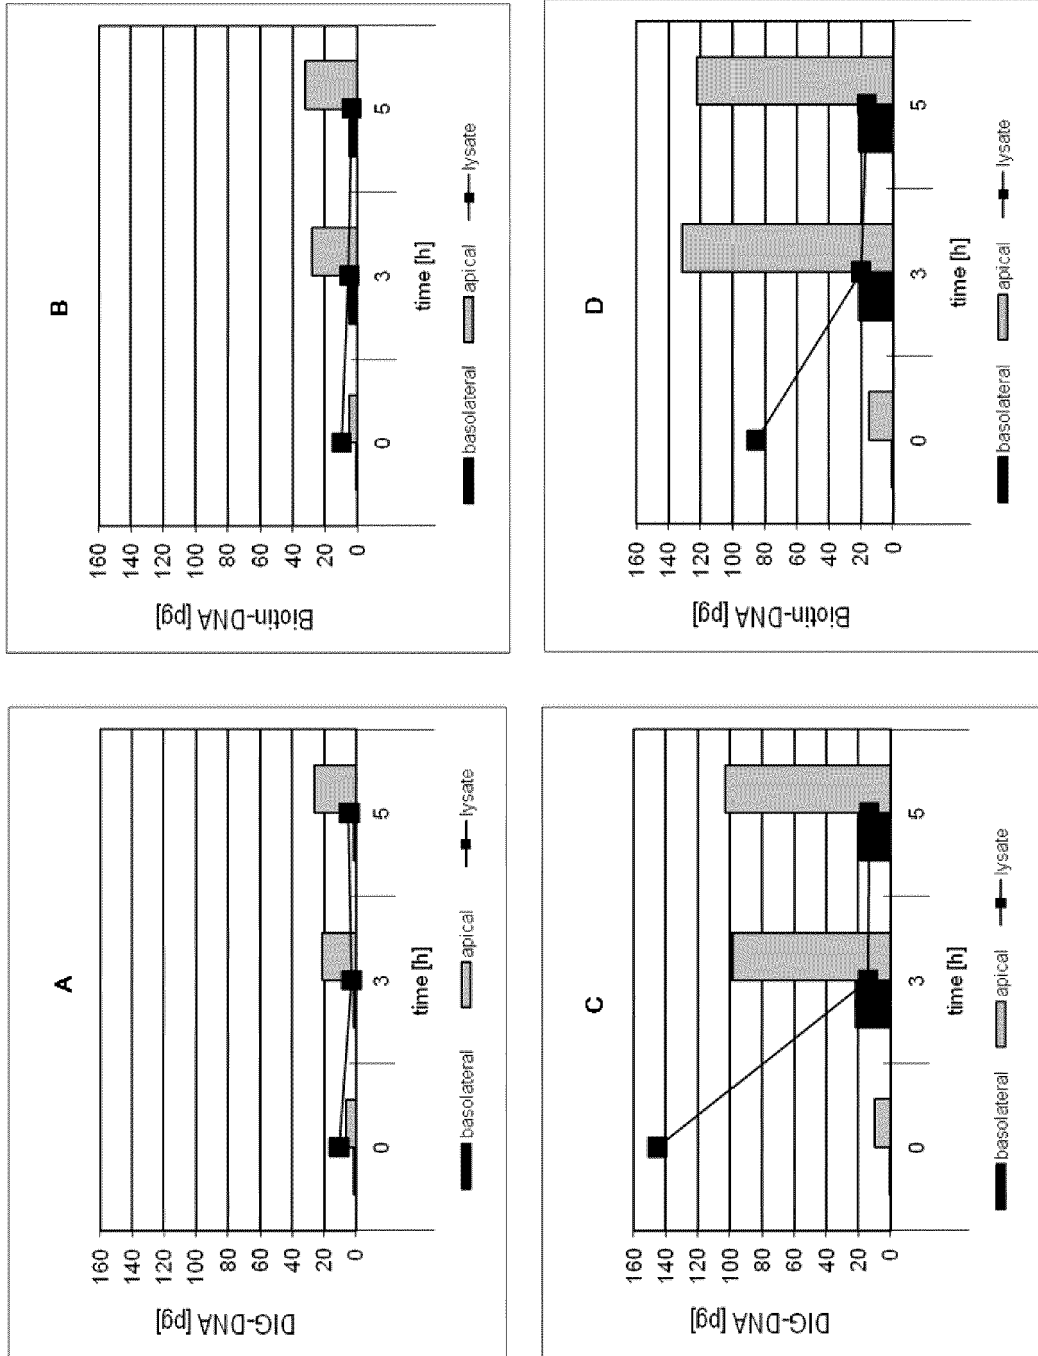 A
DIG-DNA [pg]
160
140
120
100
80
60
40
20
0
0
3
5
time [h]
basolateral
apical
lysate
B
Biotin-DNA [pg]
160
140
120
100
80
60
40
20
0
0
3
5
time [h]
basolateral
apical
lysate
C
DIG-DNA [pg]
160
140
120
100
80
60
40
20
0
0
3
5
time [h]
basolateral
apical
lysate
D
Biotin-DNA [pg]
160
140
120
100
80
60
40
20
0
0
3
5
time [h]
basolateral
apical
lysate